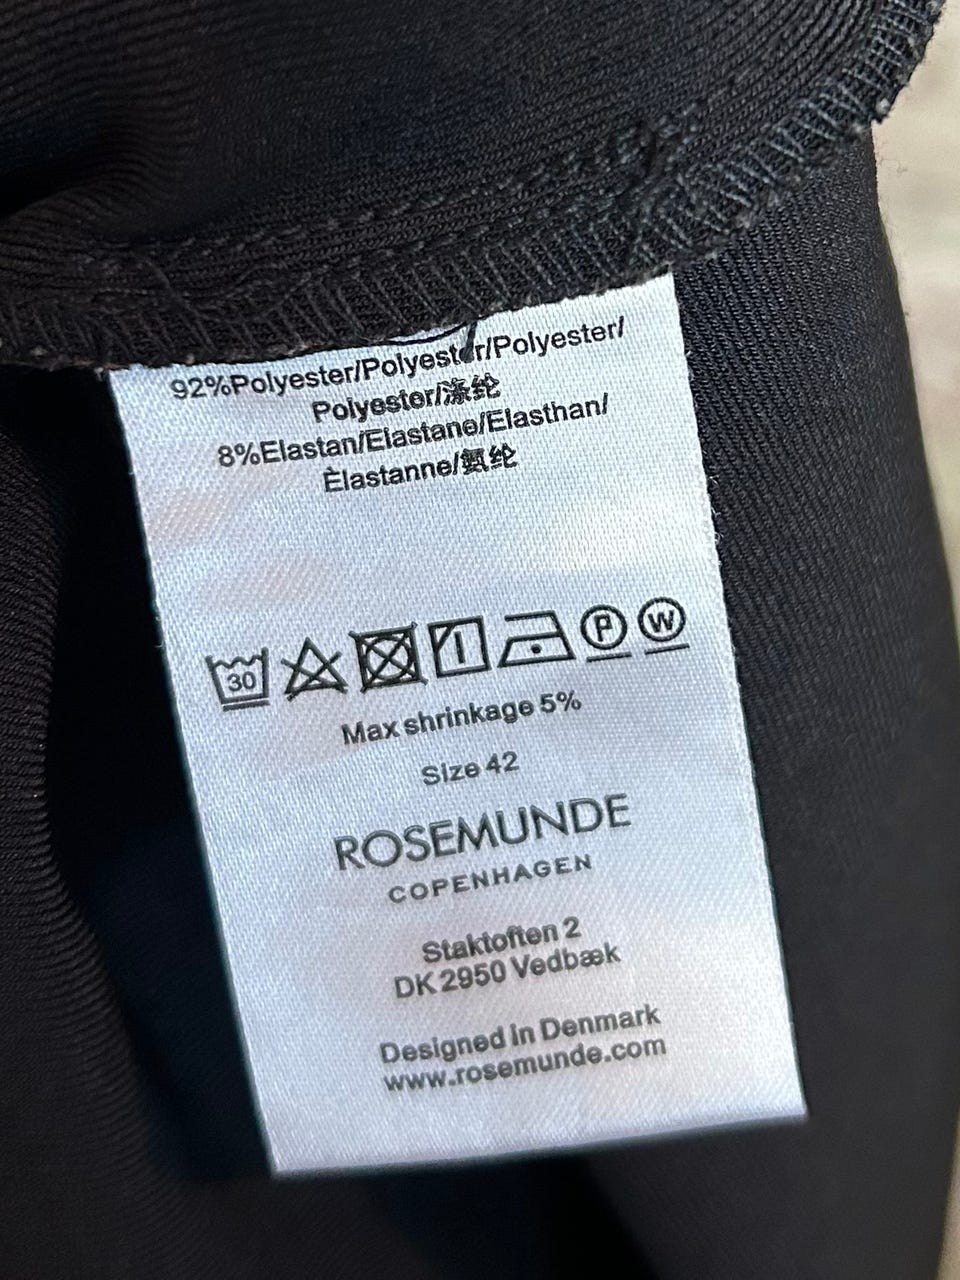 92%Polyester/Polyester/Polyester/
Polyester/涤纶
8%Elastan/Elastane/Elasthan/
Èlastanne/氨纶
30 P W
Max shrinkage 5%
Size 42
ROSEMUNDE
COPENHAGEN
Staktoften 2
DK 2950 Vedbæk
Designed in Denmark
www.rosemunde.com